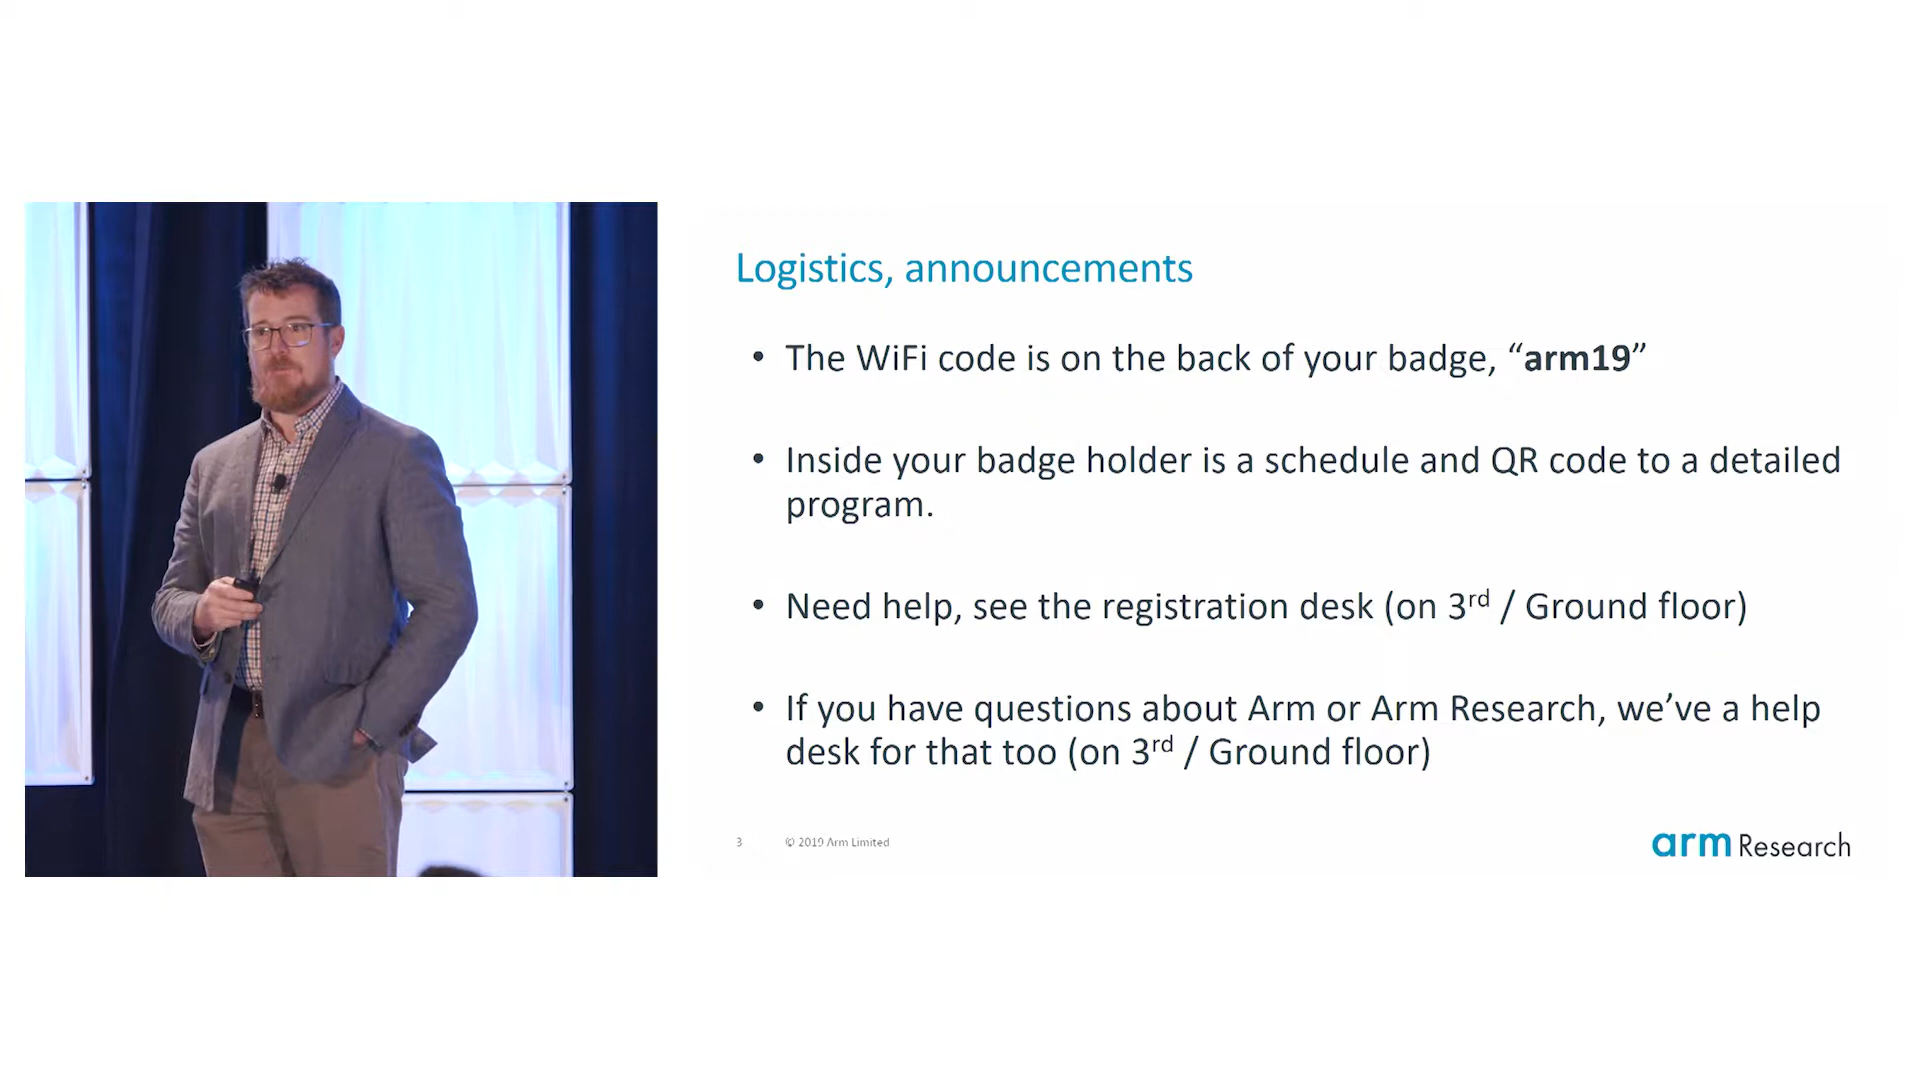 Logistics, announcements
• The WiFi code is on the back of your badge, “arm19”
• Inside your badge holder is a schedule and QR code to a detailed
program.
• Need help, see the registration desk (on 3rd / Ground floor)
• If you have questions about Arm or Arm Research, we’ve a help
desk for that too (on 3rd / Ground floor)
3 © 2019 Arm Limited
arm Research